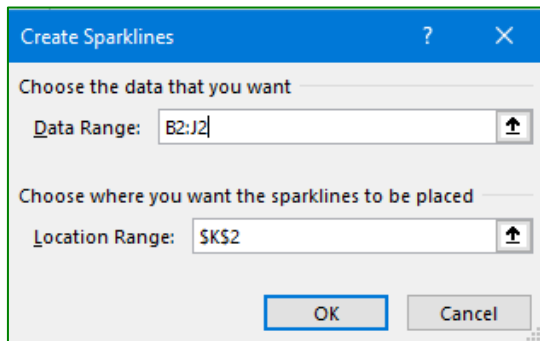 Create Sparklines ?
Choose the data that you want
Data Range: B2:J2
Choose where you want the sparklines to be placed
Location Range: $K$2
OK Cancel